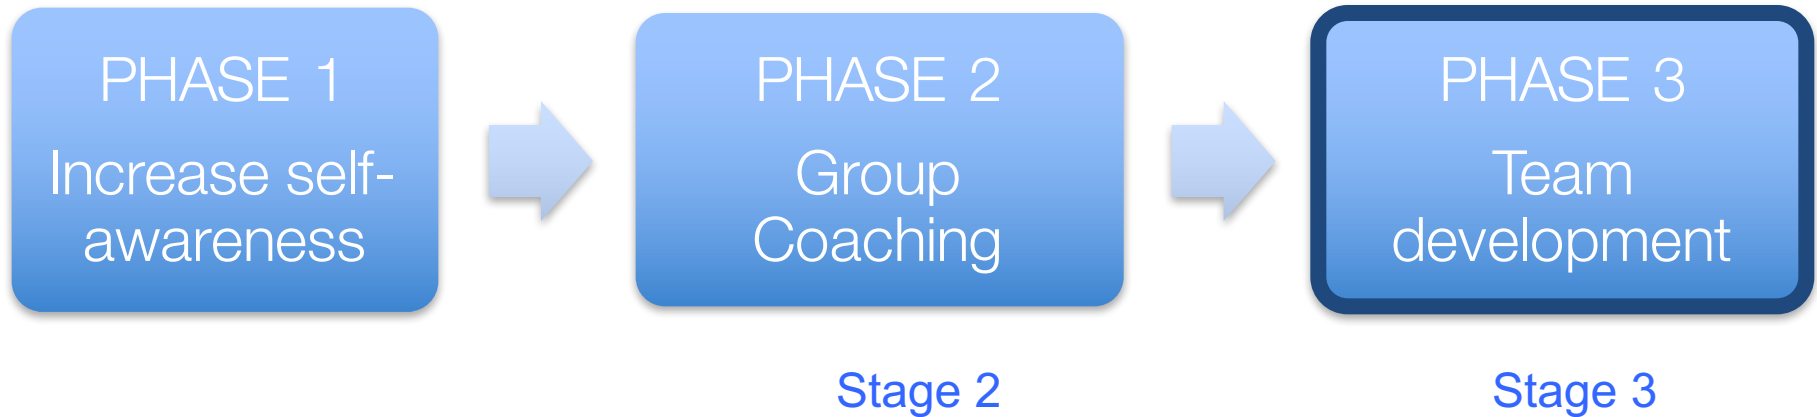 PHASE 1
Increase self-
awareness
PHASE 2
Group
Coaching
PHASE 3
Team
development
Stage 2
Stage 3